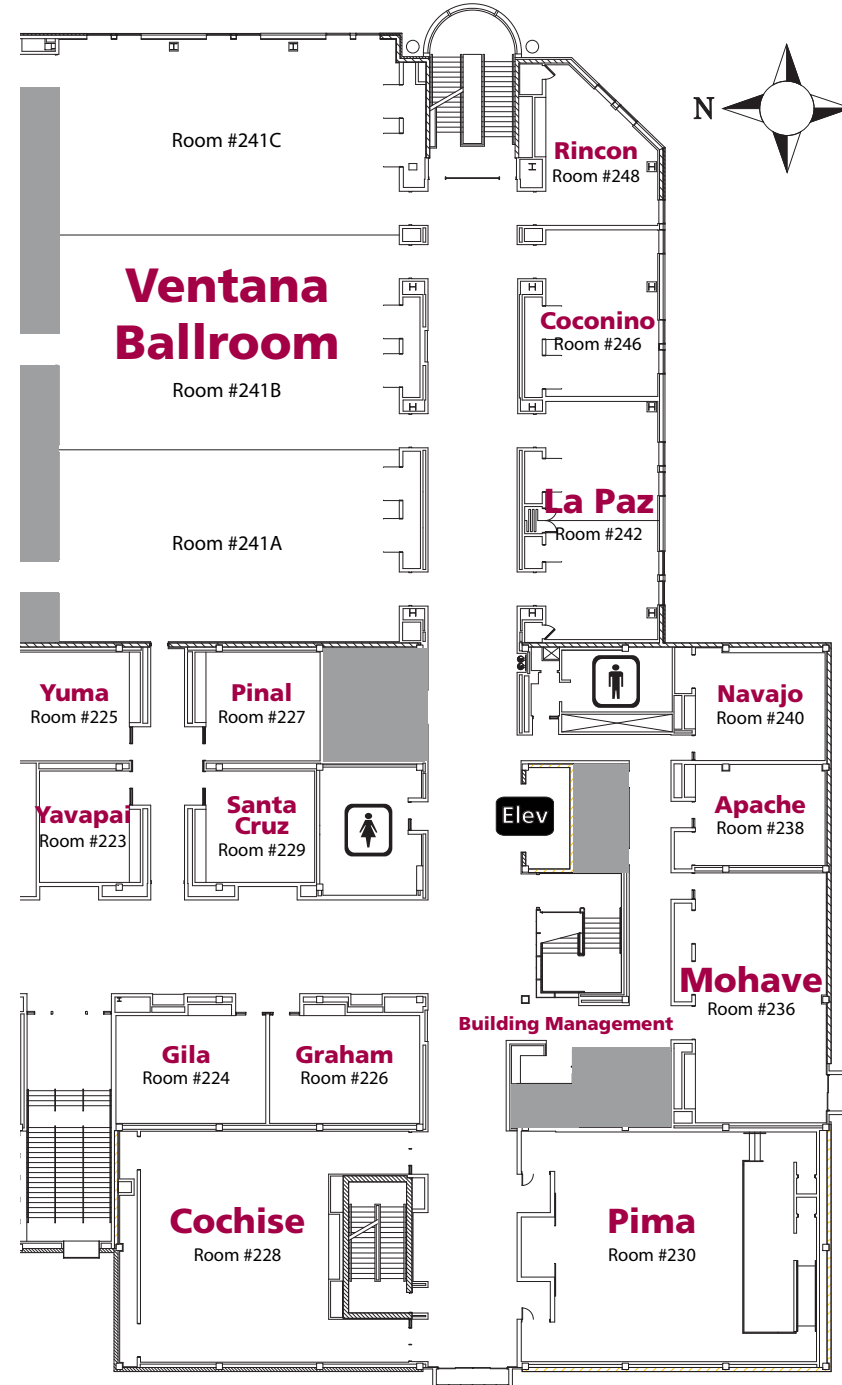 Room #241C
N
Rincon
Room #248
Ventana
Ballroom
Room #241B
Coconino
Room #246
La Paz
Room #242
Room #241A
Yuma
Room #225
Pinal
Room #227
Navajo
Room #240
Yavapai
Room #223
Santa
Cruz
Room #229
Elev
Apache
Room #238
Mohave
Room #236
Building Management
Gila
Room #224
Graham
Room #226
Cochise
Room #228
Pima
Room #230